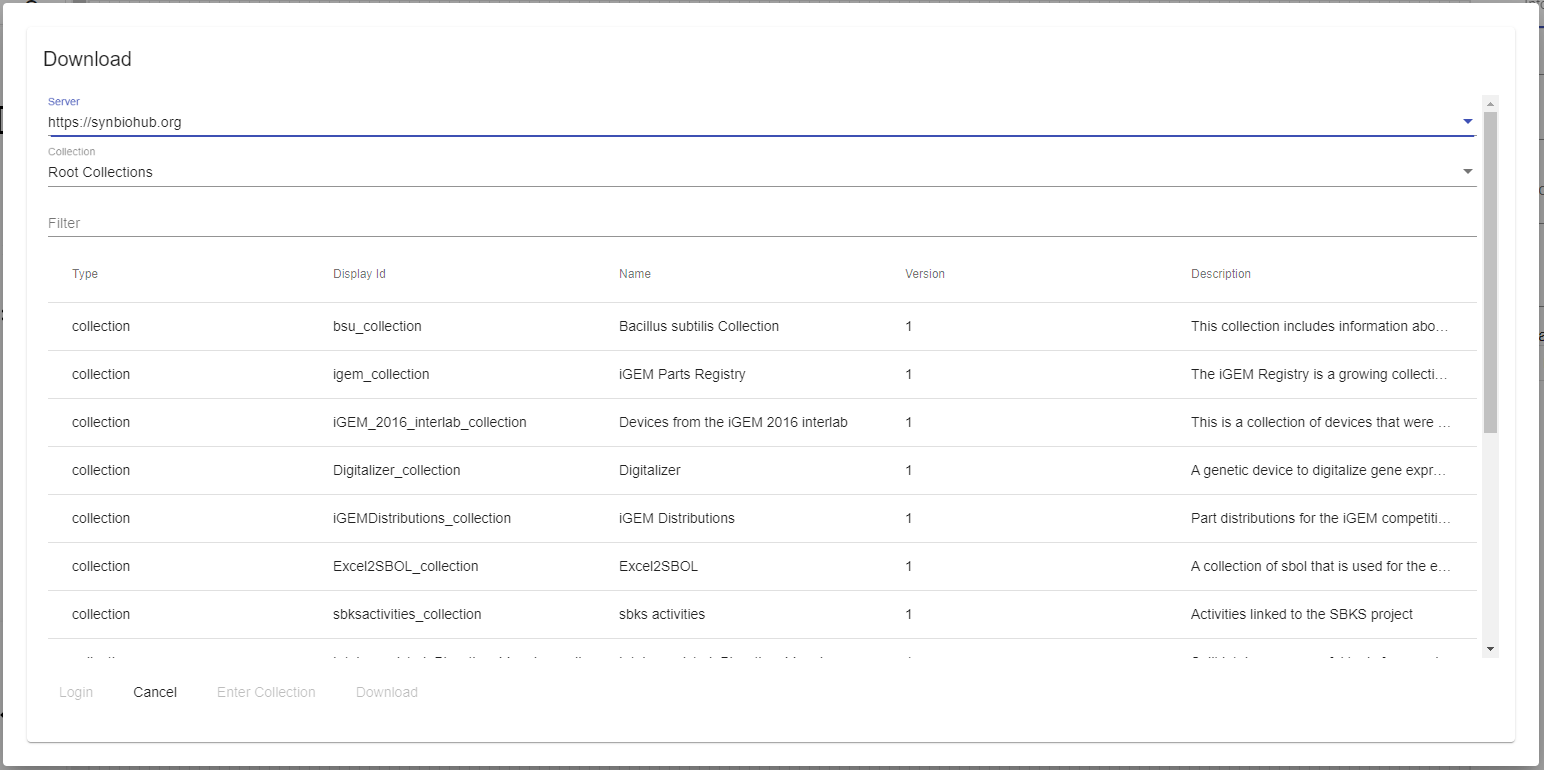 Download
Server
https://synbiohub.org
Collection
Root Collections
Filter
Type Display Id Name Version Description
collection bsu_collection Bacillus subtilis Collection 1 This collection includes information abo…
collection igem_collection iGEM Parts Registry 1 The iGEM Registry is a growing collecti…
collection iGEM_2016_interlab_collection Devices from the iGEM 2016 interlab 1 This is a collection of devices that were …
collection Digitalizer_collection Digitalizer 1 A genetic device to digitalize gene expr…
collection iGEMDistributions_collection iGEM Distributions 1 Part distributions for the iGEM competiti…
collection Excel2SBOL_collection Excel2SBOL 1 A collection of sbol that is used for the e…
collection sbksactivities_collection sbks activities 1 Activities linked to the SBKS project
Login Cancel Enter Collection Download